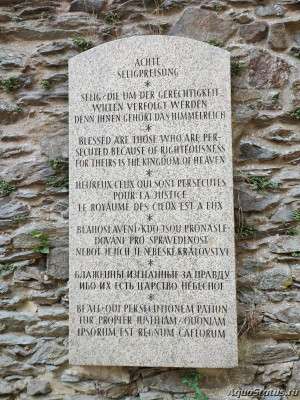 ACHTE
SELIGPREISUNG
*
SELIG, DIE UM DER GERECHTIGKEIT
WILLEN VERFOLGT WERDEN
DENN IHNEN GEHÖRT DAS HIMMELREICH
*
BLESSED ARE THOSE WHO ARE PER-
SECUTED BECAUSE OF RIGHTEOUSNESS
FOR THEIRS IS THE KINGDOM OF HEAVEN
*
HEUREUX CEUX QUI SONT PERSECUTES
POUR LA JUSTICE
LE ROYAUME DES CIEUX EST A EUX
*
BLAHOSLAVENÍ, KDO JSOU PRONÁSLE-
DOVÁNI PRO SPRAVEDLNOST
NEBOŤ JEJICH JE NEBESKÉ KRÁLOVSTVÍ
*
БЛАЖЕННЫ ИЗГНАННЫЕ ЗА ПРАВДУ
ИБО ИХ ЕСТЬ ЦАРСТВО НЕБЕСНОЕ
*
BEATI, QUI PERSECUTIONEM PATIUN
TUR PROPTER JUSTITIAM, QUONIAM
IPSORUM EST REGNUM CAELORUM
AquaStatus.ru